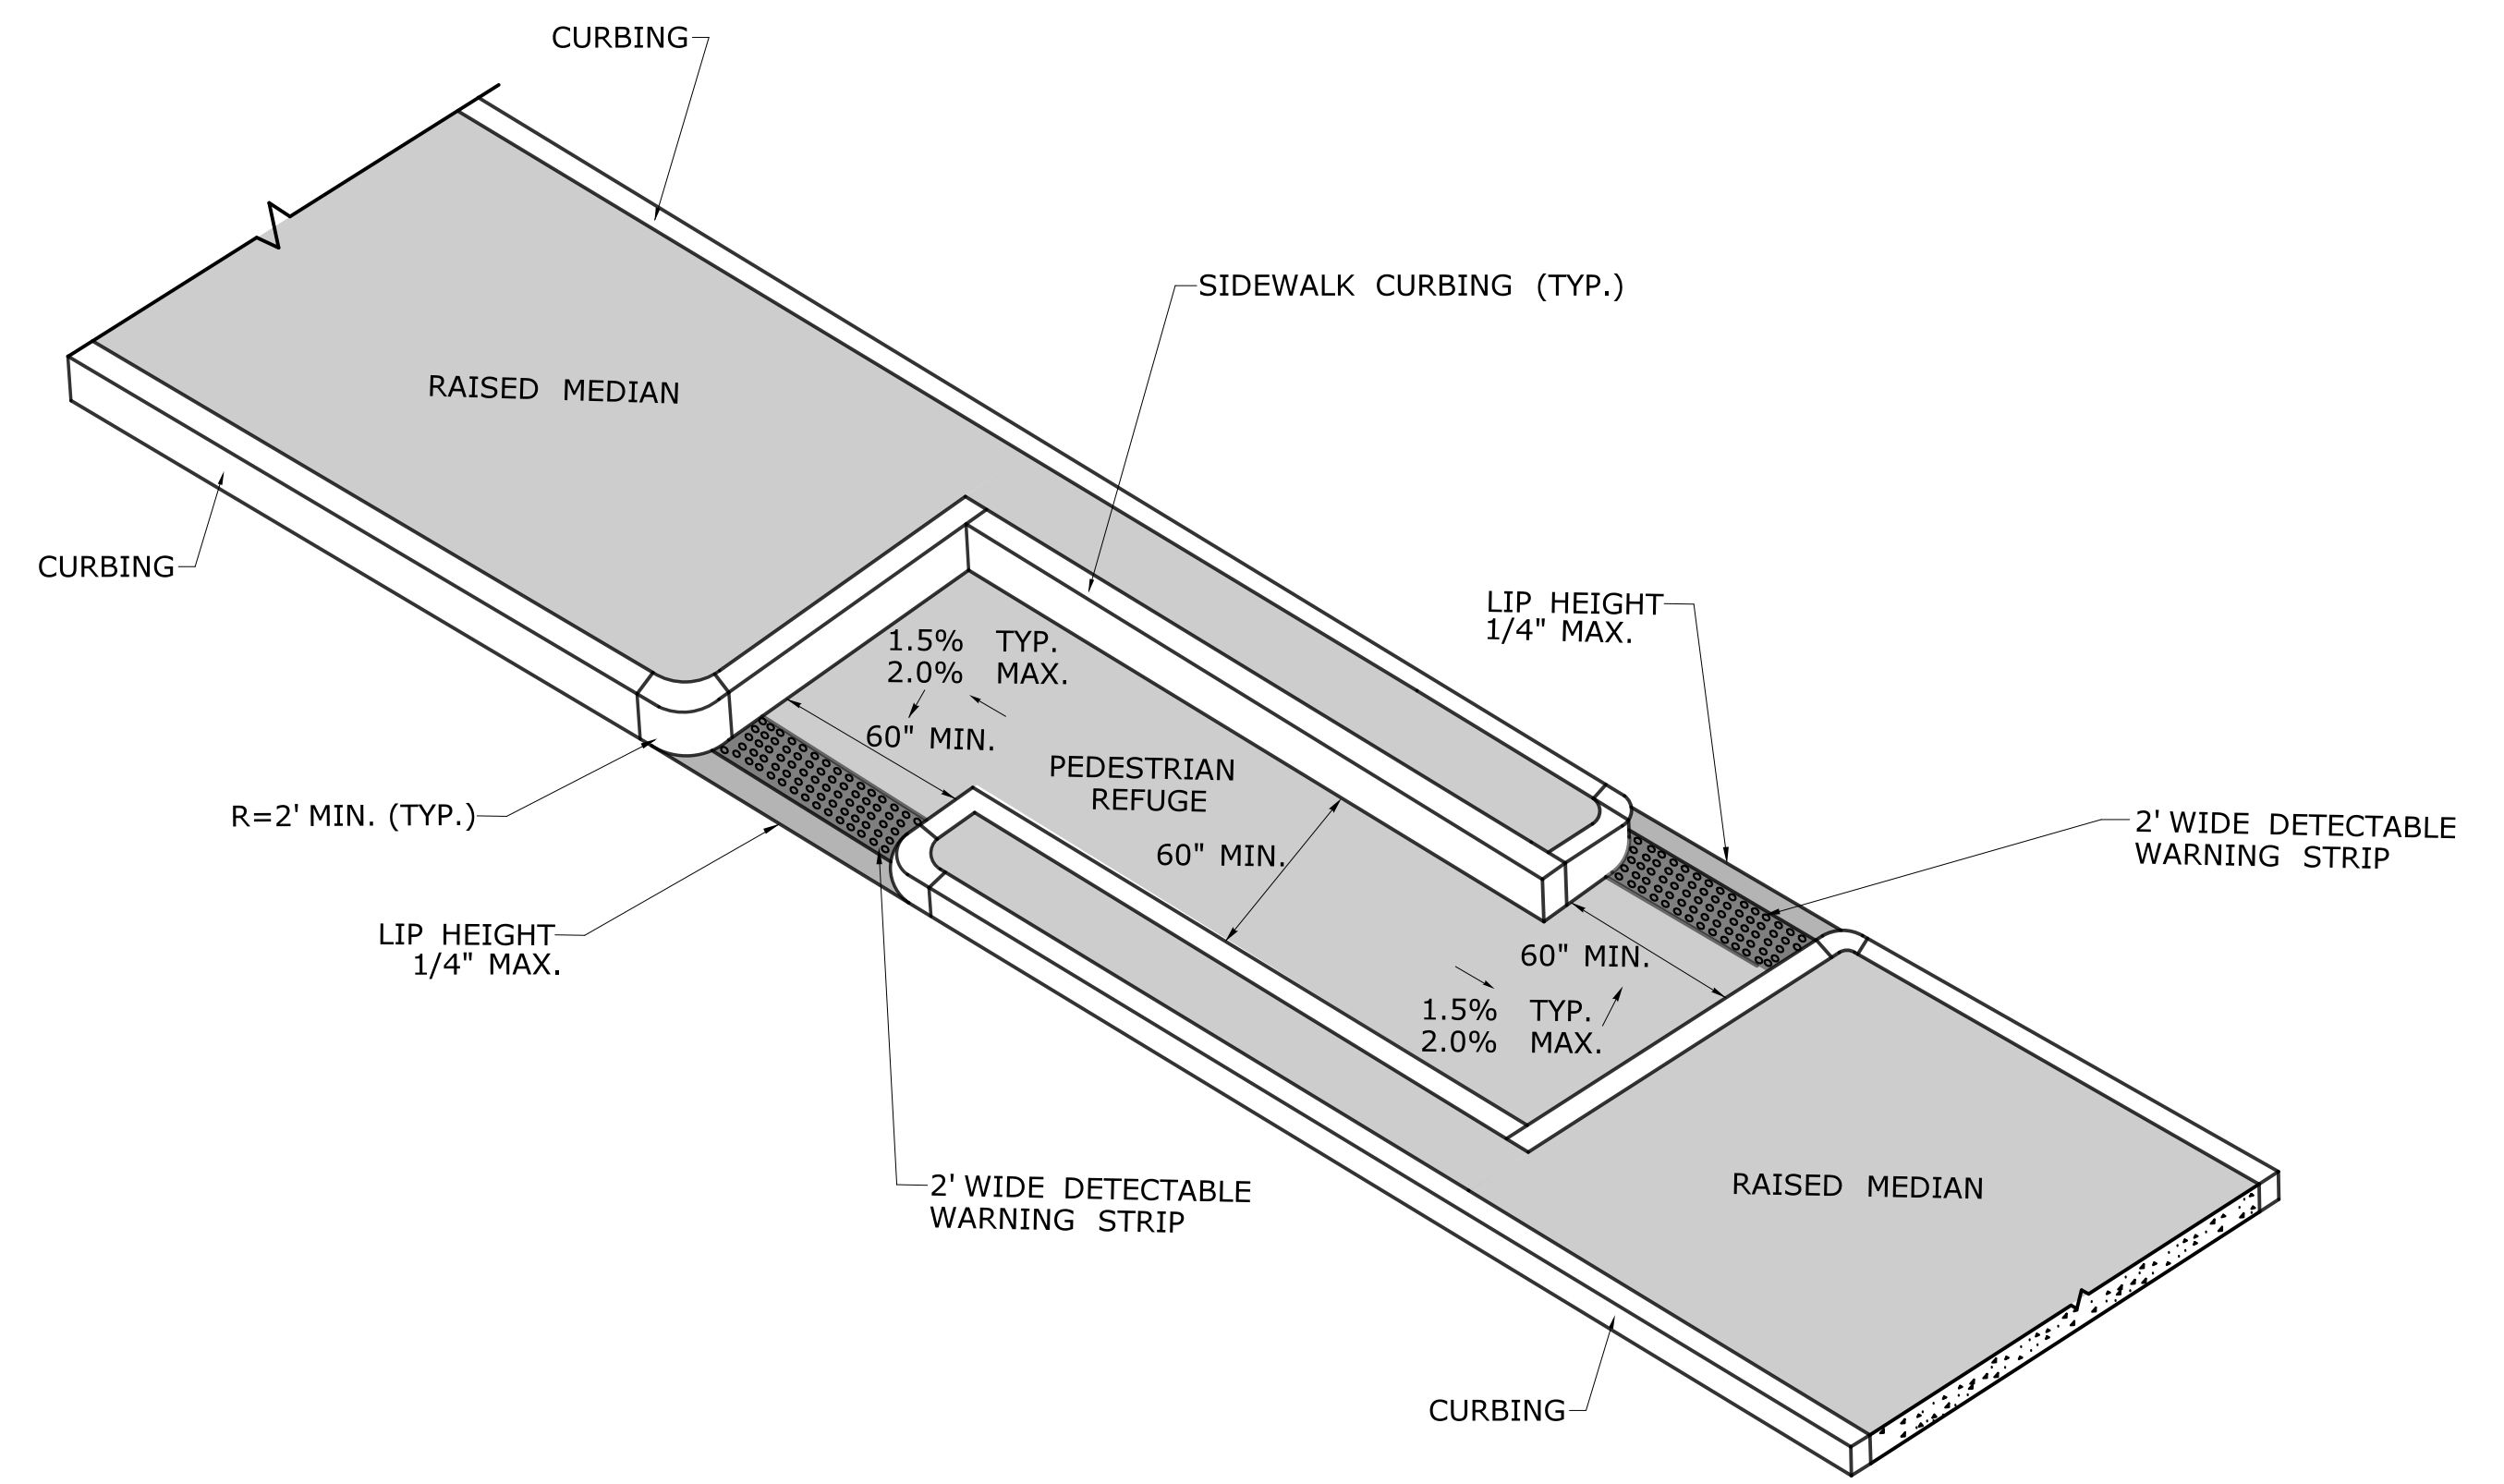 CURBING
SIDEWALK CURBING (TYP.)
RAISED MEDIAN
CURBING
LIP HEIGHT
1/4" MAX.
1.5% TYP.
2.0% MAX.
60" MIN.
PEDESTRIAN
REFUGE
60" MIN.
R=2' MIN. (TYP.)
2' WIDE DETECTABLE
WARNING STRIP
LIP HEIGHT
1/4" MAX.
60" MIN.
1.5% TYP.
2.0% MAX.
2' WIDE DETECTABLE
WARNING STRIP
RAISED MEDIAN
CURBING